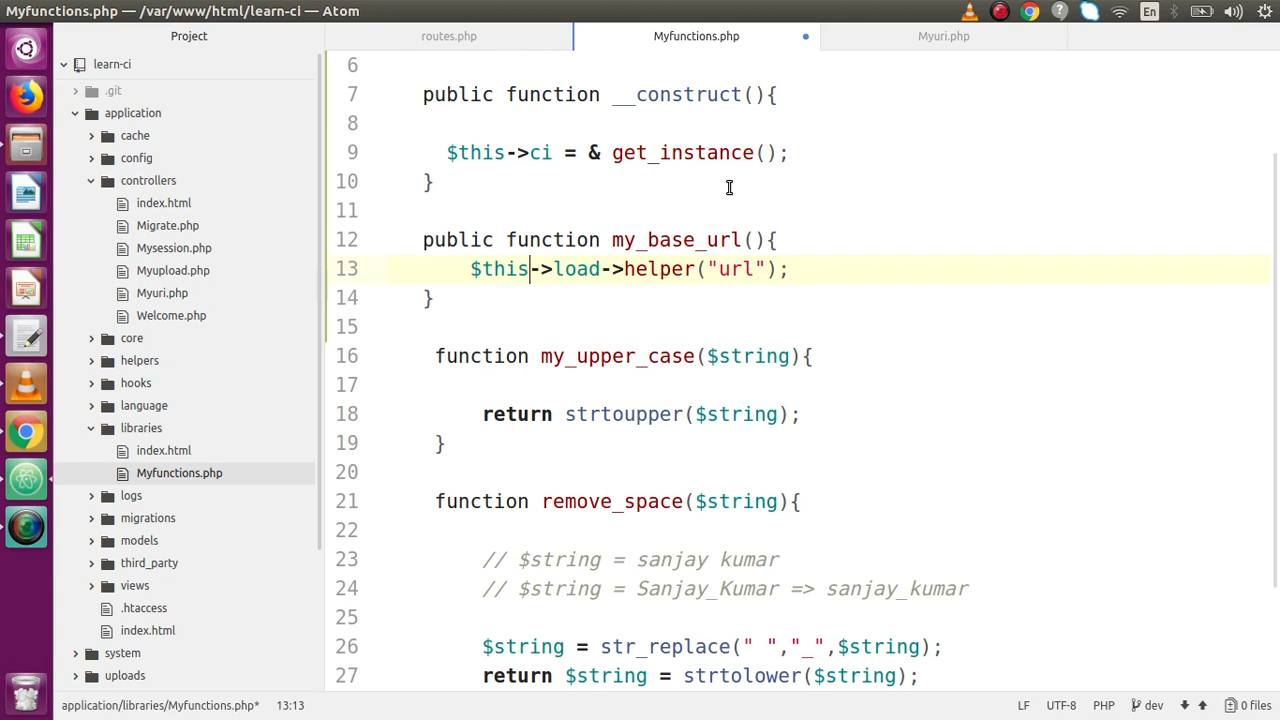 Myfunctions.php — /var/www/html/learn-ci — Atom
En
Project
routes.php
Myfunctions.php
Myuri.php
learn-ci
.git
application
cache
config
controllers
index.html
Migrate.php
Mysession.php
Myupload.php
Myuri.php
Welcome.php
core
helpers
hooks
language
libraries
index.html
Myfunctions.php
logs
migrations
models
third_party
views
.htaccess
index.html
system
uploads
6
7 public function __construct(){
8
9 $this->ci = & get_instance();
10 }
11
12 public function my_base_url(){
13 $this->load->helper("url");
14 }
15
16 function my_upper_case($string){
17
18 return strtoupper($string);
19 }
20
21 function remove_space($string){
22
23 // $string = sanjay kumar
24 // $string = Sanjay_Kumar => sanjay_kumar
25
26 $string = str_replace(" ","_",$string);
27 return $string = strtolower($string);
application/libraries/Myfunctions.php* 13:13 LF UTF-8 PHP dev 0 files